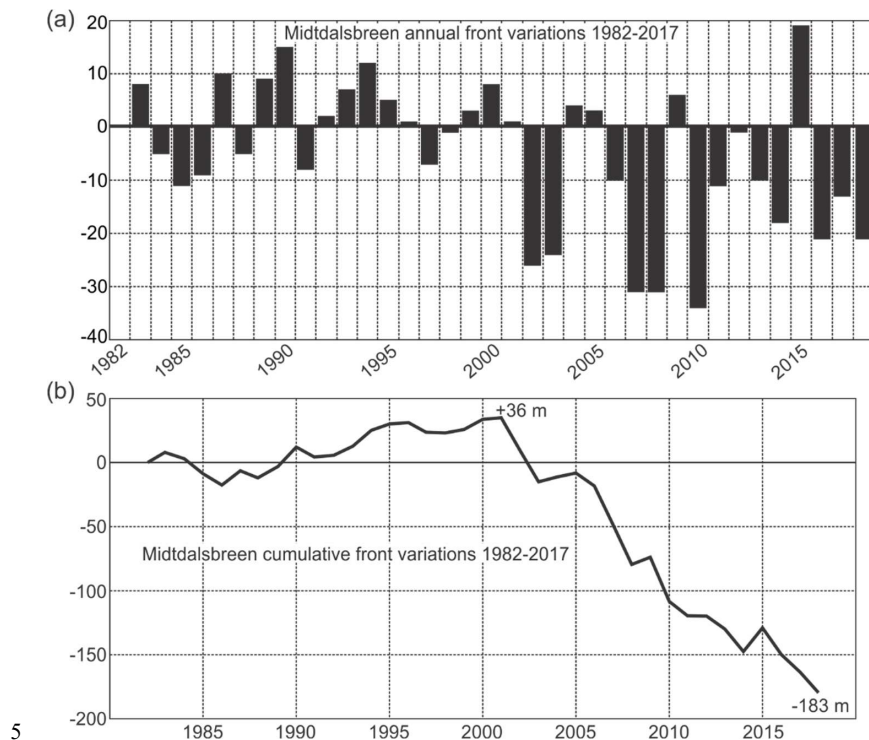 (a)
Midtdalsbreen annual front variations 1982-2017
20
10
0
-10
-20
-30
-40
1982 1985 1990 1995 2000 2005 2010 2015
(b)
50
+36 m
0
-50
Midtdalsbreen cumulative front variations 1982-2017
-100
-150
-183 m
-200
5
1985 1990 1995 2000 2005 2010 2015